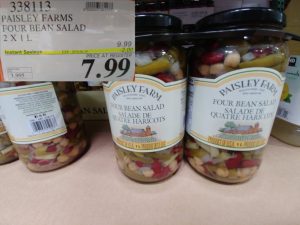 338113
PAISLEY FARMS
FOUR BEAN SALAD
2 X 1 L
9.99
Instant Savings
7.99
PAISLEY FARM
FOUR BEAN SALAD
SALADE DE
QUATRE HARICOTS
PAISLEY FARM
FOUR BEAN SALAD
SALADE DE
QUATRE HARICOTS